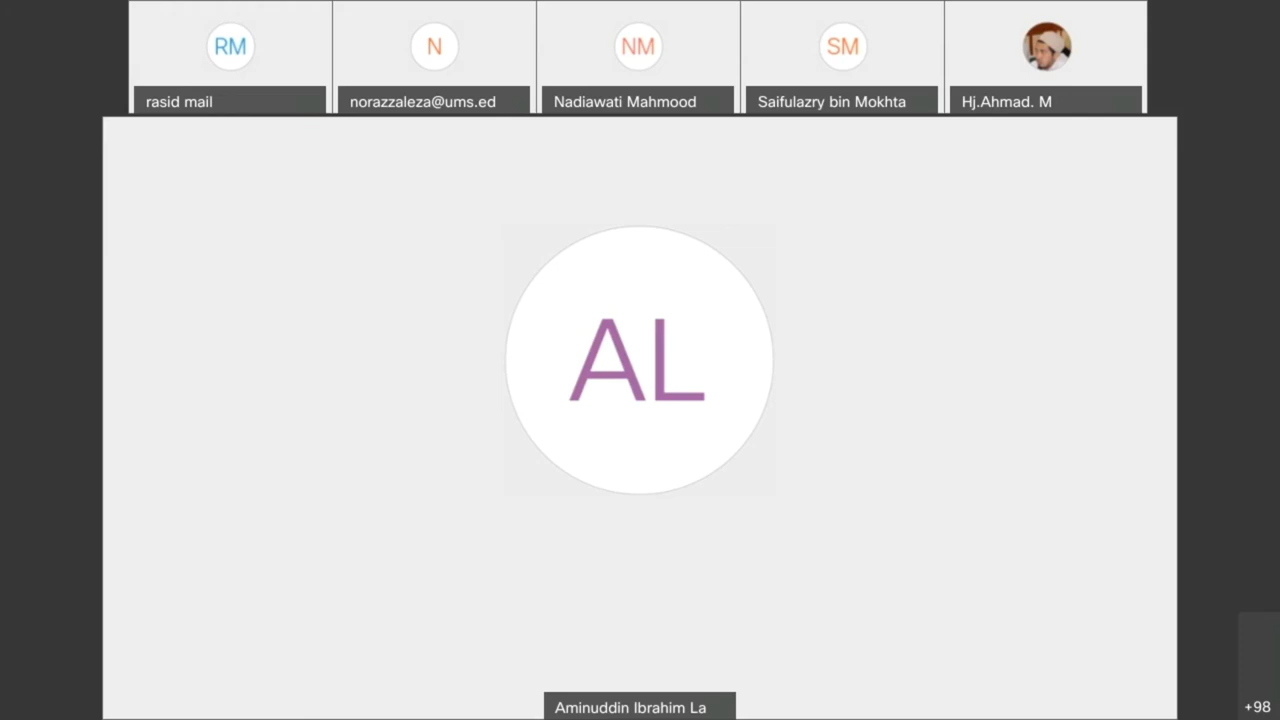 RM
N
NM
SM
rasid mail
norazzaleza@ums.ed
Nadiawati Mahmood
Saifulazry bin Mokhta
Hj.Ahmad. M
AL
Aminuddin Ibrahim La
+98